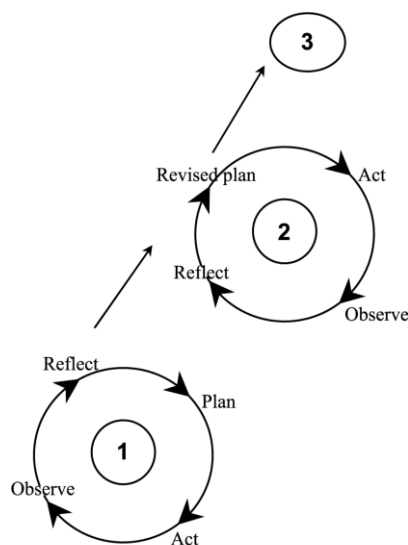 3
Revised plan
Act
2
Reflect
Observe
Reflect
Plan
1
Observe
Act